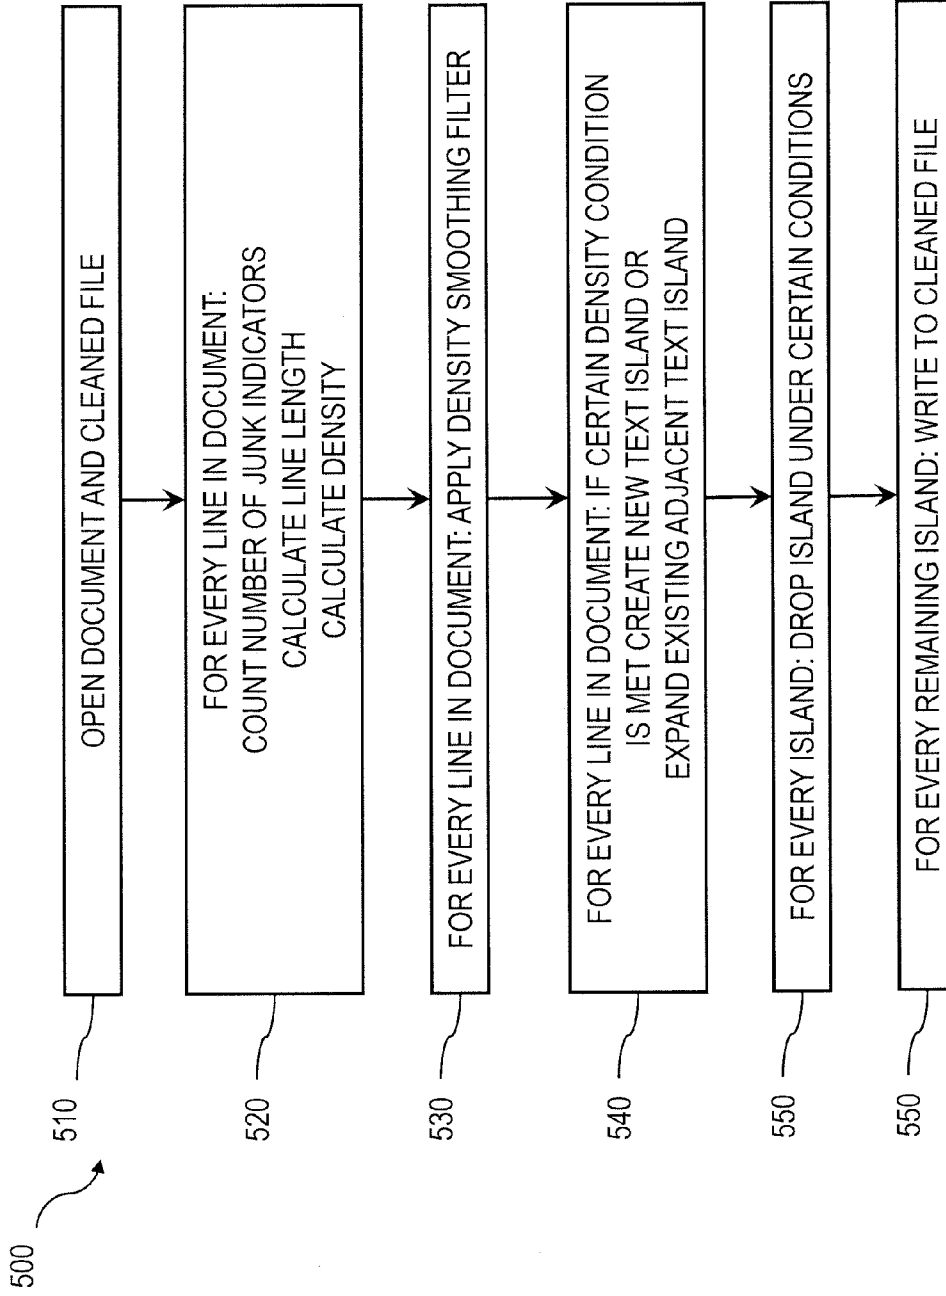 500
510
OPEN DOCUMENT AND CLEANED FILE
520
FOR EVERY LINE IN DOCUMENT:
COUNT NUMBER OF JUNK INDICATORS
CALCULATE LINE LENGTH
CALCULATE DENSITY
530
FOR EVERY LINE IN DOCUMENT: APPLY DENSITY SMOOTHING FILTER
540
FOR EVERY LINE IN DOCUMENT: IF CERTAIN DENSITY CONDITION
IS MET CREATE NEW TEXT ISLAND OR
EXPAND EXISTING ADJACENT TEXT ISLAND
550
FOR EVERY ISLAND: DROP ISLAND UNDER CERTAIN CONDITIONS
550
FOR EVERY REMAINING ISLAND: WRITE TO CLEANED FILE